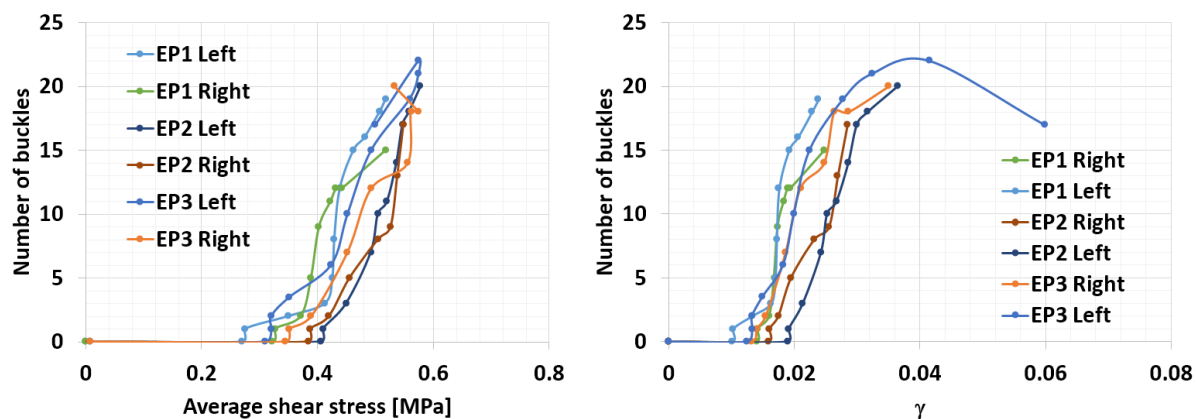 Number of buckles
25
20
15
10
5
0
EP1 Left
EP1 Right
EP2 Left
EP2 Right
EP3 Left
EP3 Right
0
0.2
0.4
0.6
0.8
Average shear stress [MPa]
Number of buckles
25
20
15
10
5
0
EP1 Right
EP1 Left
EP2 Right
EP2 Left
EP3 Right
EP3 Left
0
0.02
0.04
0.06
0.08
γ